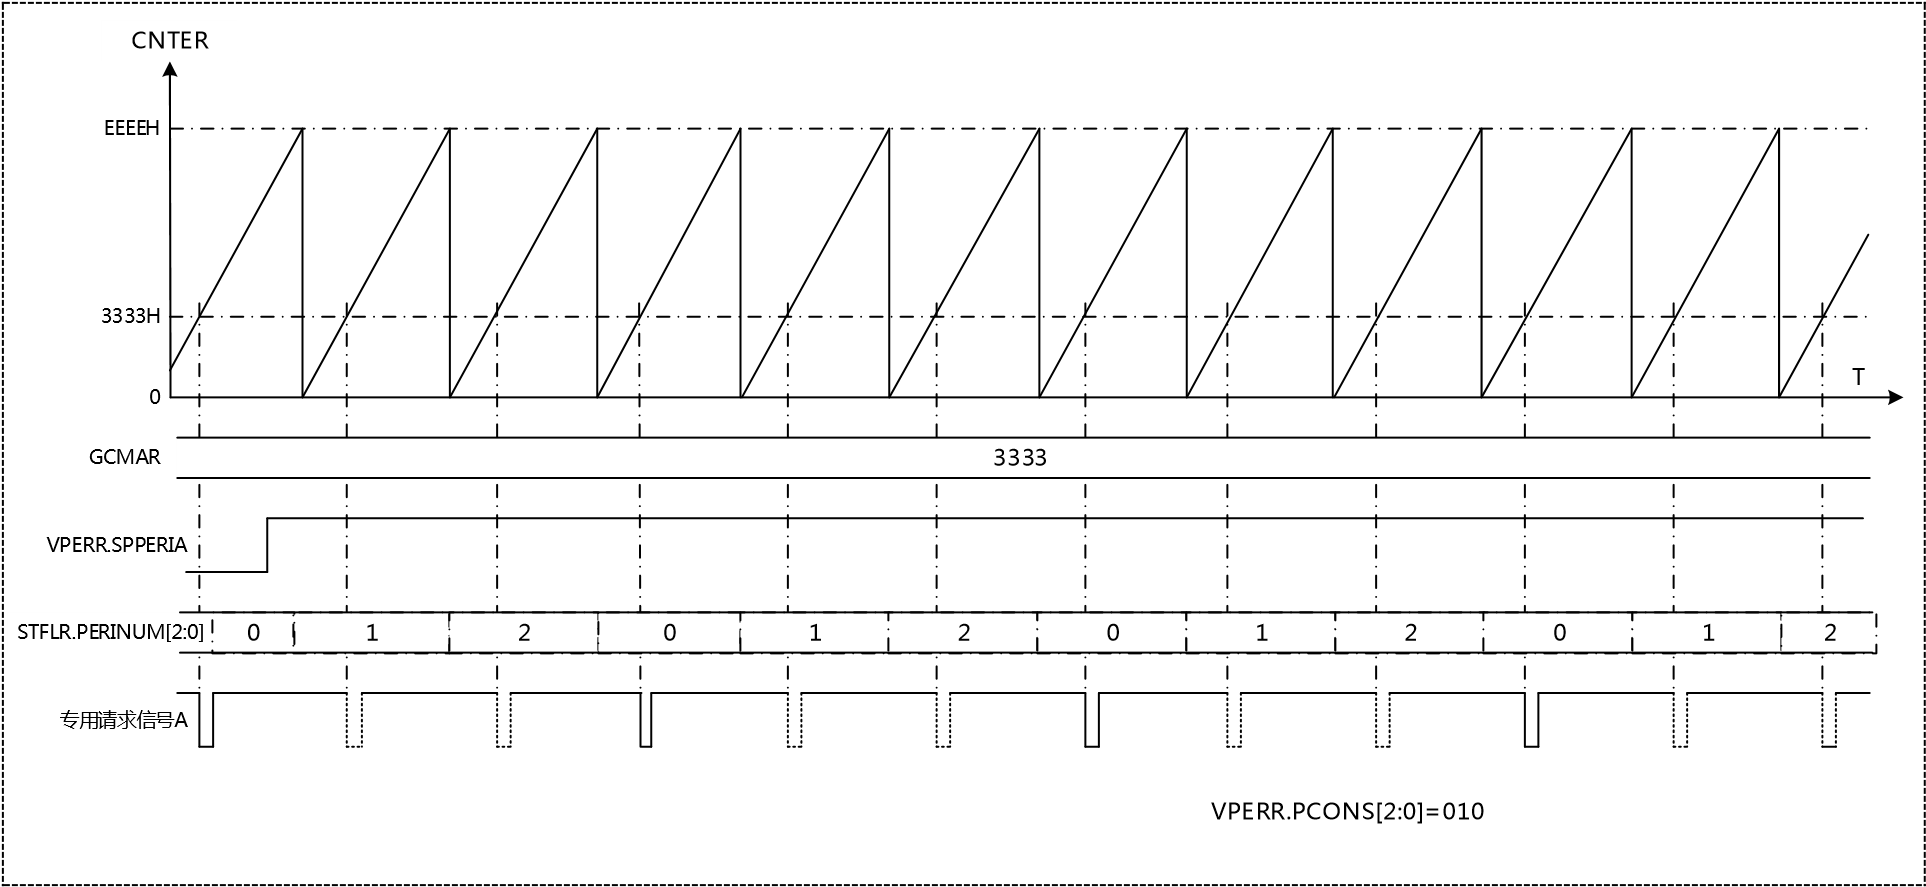 CNTER
EEEEH
3333H
0
T
GCMAR 3333
VPERR.SPPERIA
STFLR.PERINUM[2:0] 0 1 2 0 1 2 0 1 2 0 1 2
专用请求信号A
VPERR.PCONS[2:0]=010